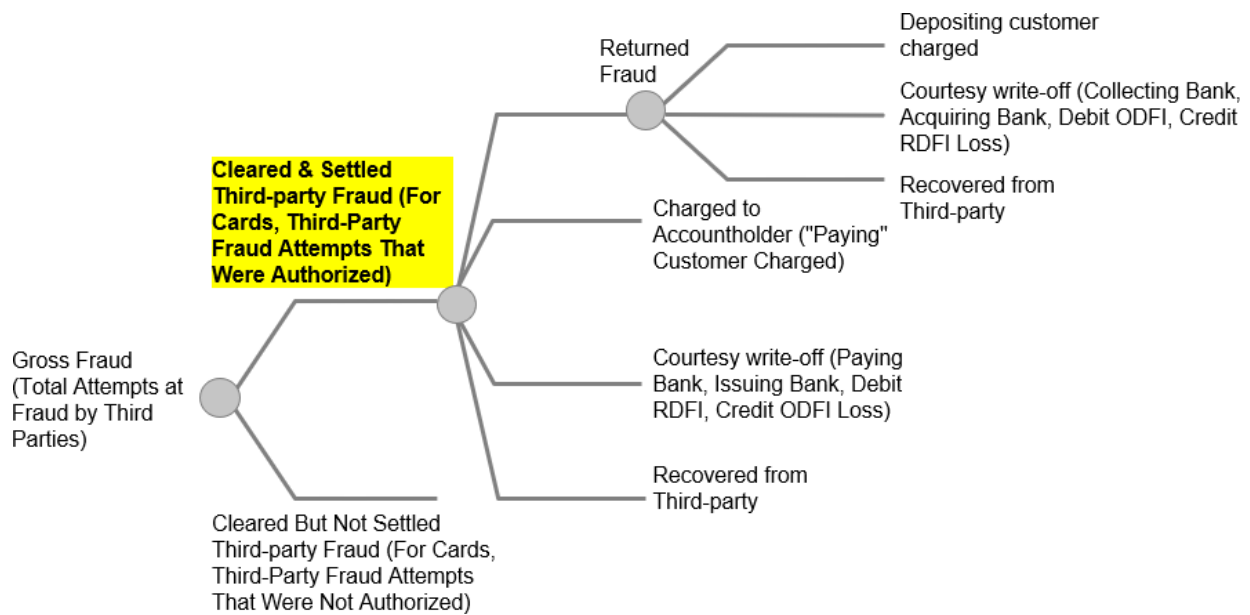 Gross Fraud
(Total Attempts at
Fraud by Third
Parties)
Cleared & Settled
Third-party Fraud (For
Cards, Third-Party
Fraud Attempts That
Were Authorized)
Cleared But Not Settled
Third-party Fraud (For Cards,
Third-Party Fraud Attempts
That Were Not Authorized)
Returned
Fraud
Depositing customer
charged
Courtesy write-off (Collecting Bank,
Acquiring Bank, Debit ODFI, Credit
RDFI Loss)
Recovered from
Third-party
Charged to
Accountholder ("Paying"
Customer Charged)
Courtesy write-off (Paying
Bank, Issuing Bank, Debit
RDFI, Credit ODFI Loss)
Recovered from
Third-party